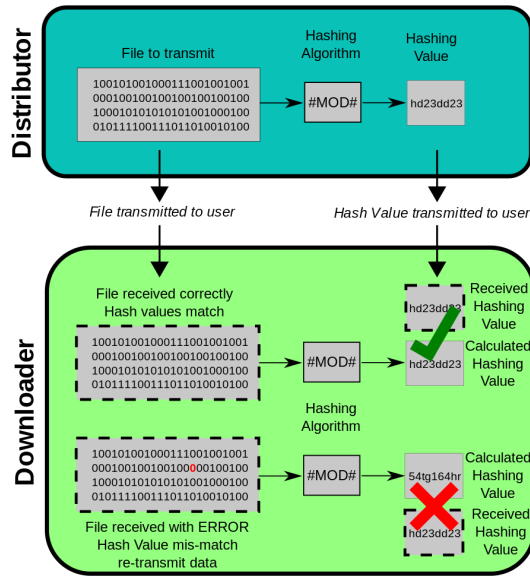 Distributor
File to transmit
100101001000111001001001
000100100100100100100100
100010101010101001000100
010111100111011010010100
Hashing
Algorithm
#MOD#
Hashing
Value
hd23dd23
File transmitted to user
Hash Value transmitted to user
Downloader
File received correctly
Hash values match
100101001000111001001001
000100100100100100100100
100010101010101001000100
010111100111011010010100
#MOD#
hd23dd23
Received
Hashing
Value
hd23dd23
Calculated
Hashing
Value
Hashing
Algorithm
100101001000111001001001
000100100100100000100100
100010101010101001000100
010111100111011010010100
#MOD#
54tg164hr
Calculated
Hashing
Value
hd23dd23
Received
Hashing
Value
File received with ERROR
Hash Value mis-match
re-transmit data